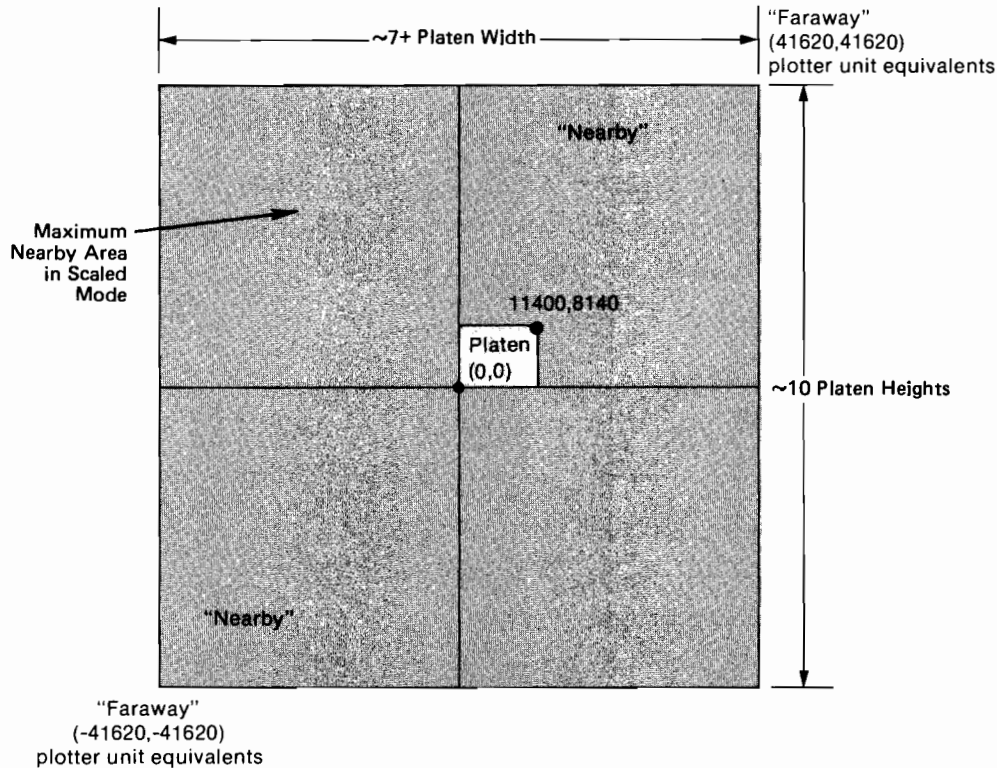 ~7+ Platen Width
"Faraway"
(41620,41620)
plotter unit equivalents
"Nearby"
Maximum
Nearby Area
in Scaled
Mode
11400,8140
Platen
(0,0)
~10 Platen Heights
"Nearby"
"Faraway"
(-41620,-41620)
plotter unit equivalents